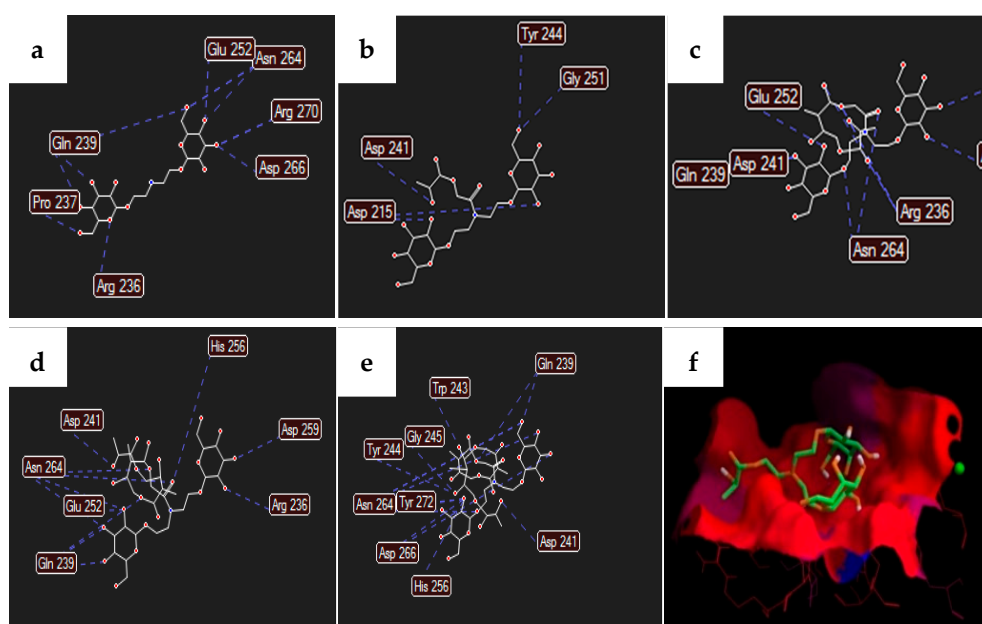 a
Glu 252
Asn 264
Arg 270
Gln 239
Asp 266
Pro 237
Arg 236
b
Tyr 244
Gly 251
Asp 241
Asp 215
c
Glu 252
Gln 239
Asp 241
Arg 236
Asn 264
d
His 256
Asp 241
Asp 259
Asn 264
Glu 252
Arg 236
Gln 239
e
Gln 239
Trp 243
Gly 245
Tyr 244
Asn 264
Tyr 272
Asp 266
Asp 241
His 256
f